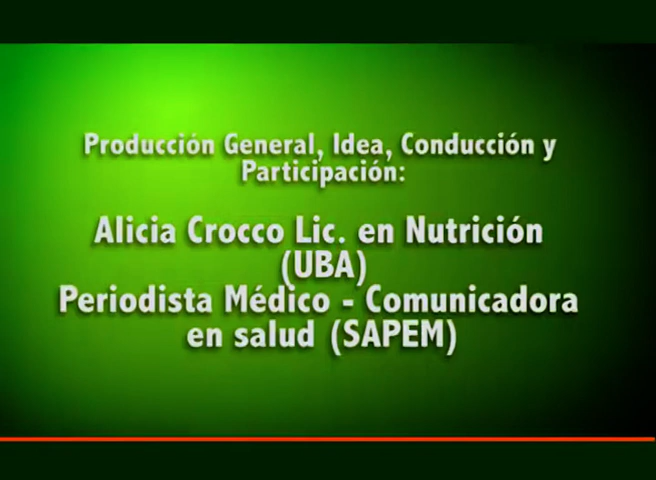 Producción General, Idea, Conducción y
Participación:
Alicia Crocco Lic. en Nutrición
(UBA)
Periodista Médico - Comunicadora
en salud (SAPEM)